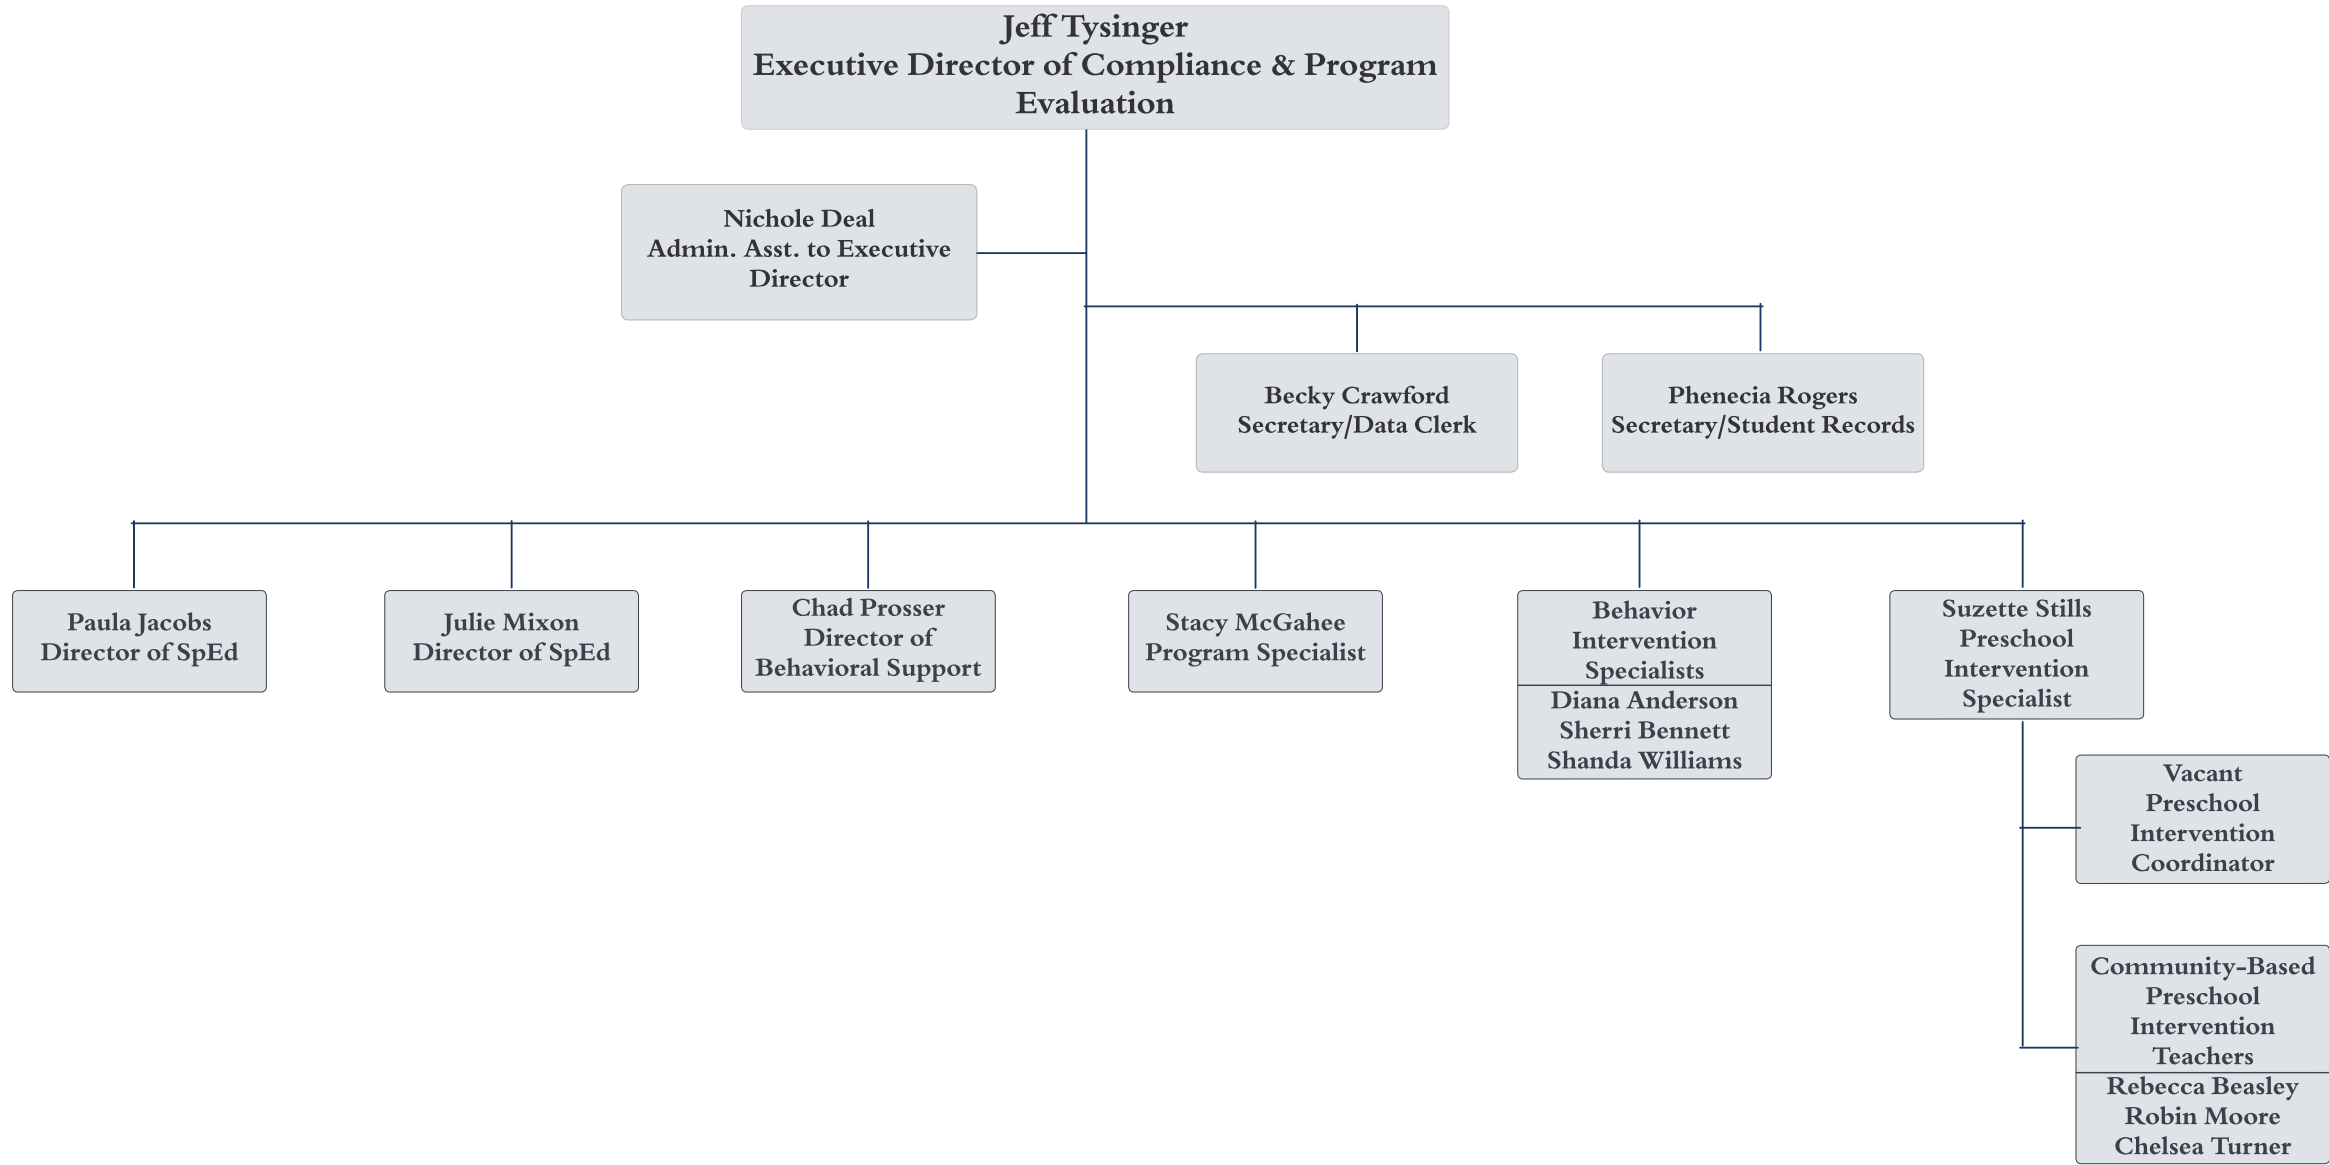 Jeff Tysinger
Executive Director of Compliance & Program
Evaluation
Nichole Deal
Admin. Asst. to Executive
Director
Becky Crawford
Secretary/Data Clerk
Phenecia Rogers
Secretary/Student Records
Paula Jacobs
Director of SpEd
Julie Mixon
Director of SpEd
Chad Prosser
Director of
Behavioral Support
Stacy McGahee
Program Specialist
Behavior
Intervention
Specialists
Diana Anderson
Sherri Bennett
Shanda Williams
Suzette Stills
Preschool
Intervention
Specialist
Vacant
Preschool
Intervention
Coordinator
Community-Based
Preschool
Intervention
Teachers
Rebecca Beasley
Robin Moore
Chelsea Turner